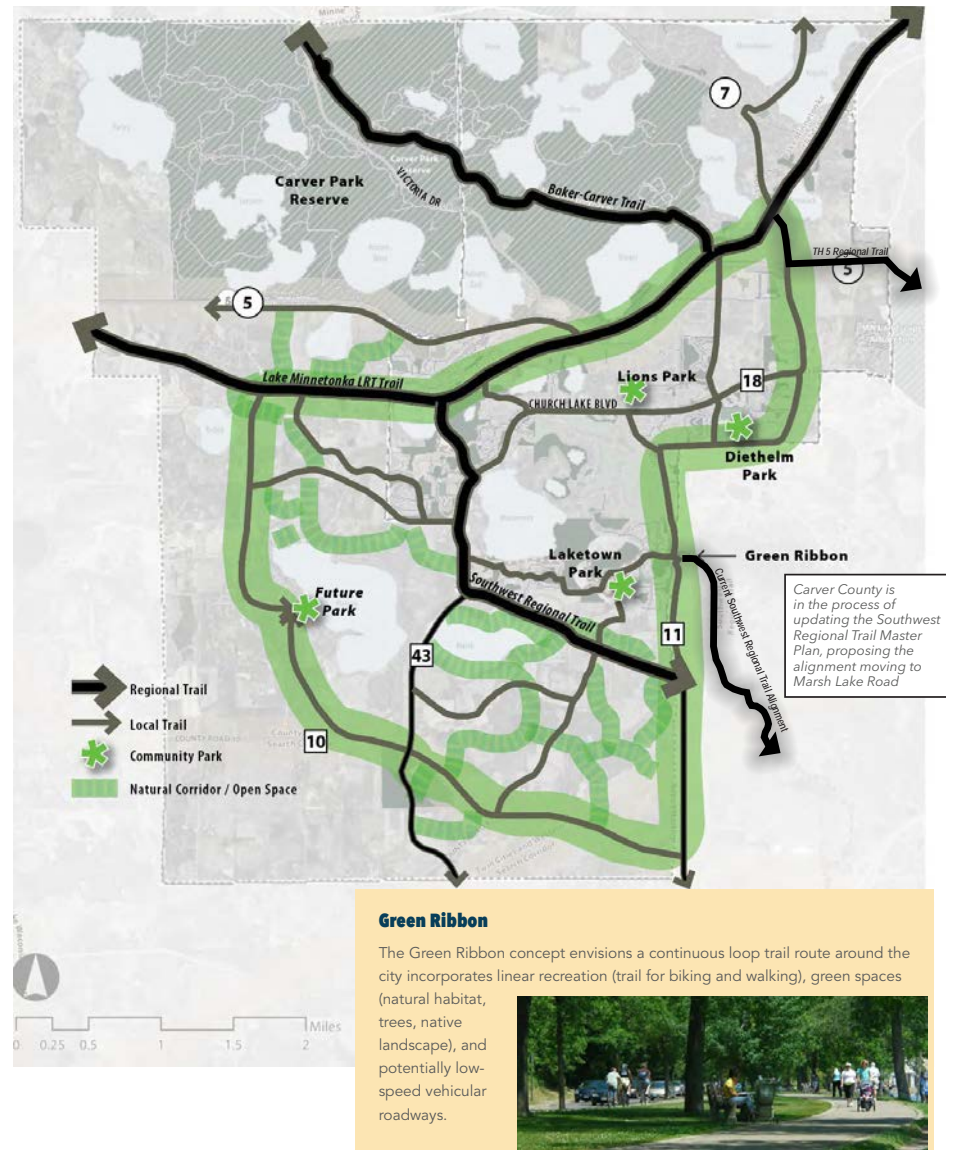 7
Carver Park
Reserve
Carver Park
Reserve
VICTORIA DR
Baker-Carver Trail
TH 5 Regional Trail
5
5
Lake Minnetonka LRT Trail
Lions Park
18
CHURCH LAKE BLVD
Diethelm
Park
Laketown
Park
Green Ribbon
Future
Park
Southwest Regional Trail
Current Southwest Regional Trail Alignment
Carver County is
in the process of
updating the Southwest
Regional Trail Master
Plan, proposing the
alignment moving to
Marsh Lake Road
11
43
10
Regional Trail
Local Trail
Community Park
Natural Corridor / Open Space
Search Corridor
Green Ribbon
The Green Ribbon concept envisions a continuous loop trail route around the
city incorporates linear recreation (trail for biking and walking), green spaces
(natural habitat,
trees, native
landscape), and
potentially low-
speed vehicular
roadways.
Miles
0 0.25 0.5 1 1.5 2